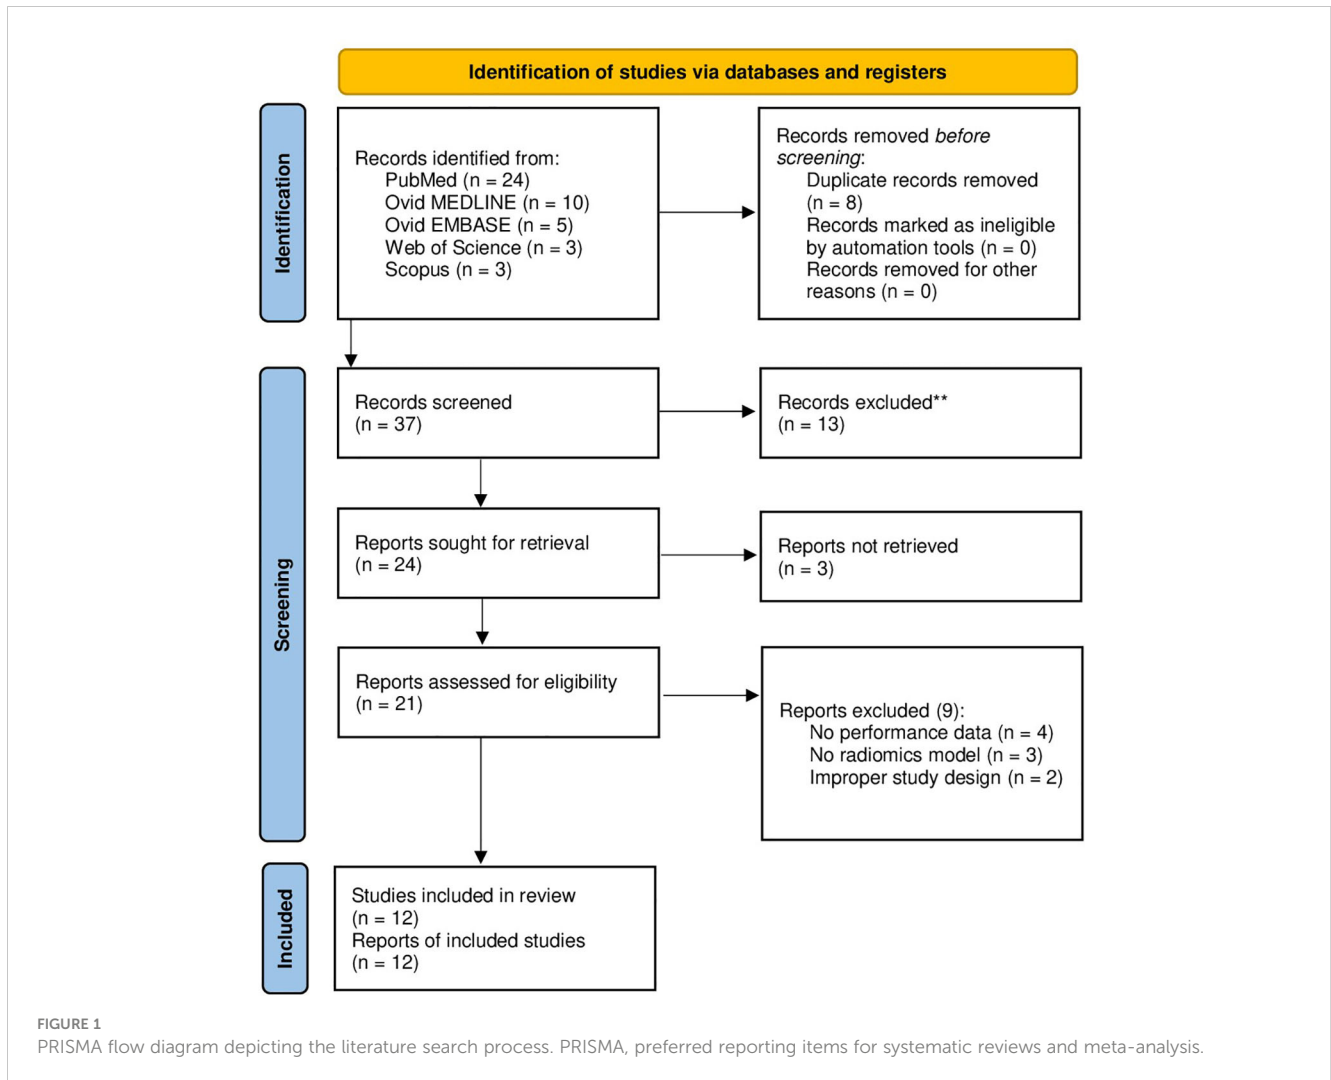 Identification of studies via databases and registers
Identification
Records identified from:
PubMed (n = 24)
Ovid MEDLINE (n = 10)
Ovid EMBASE (n = 5)
Web of Science (n = 3)
Scopus (n = 3)
Records removed before
screening:
Duplicate records removed
(n = 8)
Records marked as ineligible
by automation tools (n = 0)
Records removed for other
reasons (n = 0)
Screening
Records screened
(n = 37)
Records excluded**
(n = 13)
Reports sought for retrieval
(n = 24)
Reports not retrieved
(n = 3)
Reports assessed for eligibility
(n = 21)
Reports excluded (9):
No performance data (n = 4)
No radiomics model (n = 3)
Improper study design (n = 2)
Included
Studies included in review
(n = 12)
Reports of included studies
(n = 12)
FIGURE 1
PRISMA flow diagram depicting the literature search process. PRISMA, preferred reporting items for systematic reviews and meta-analysis.